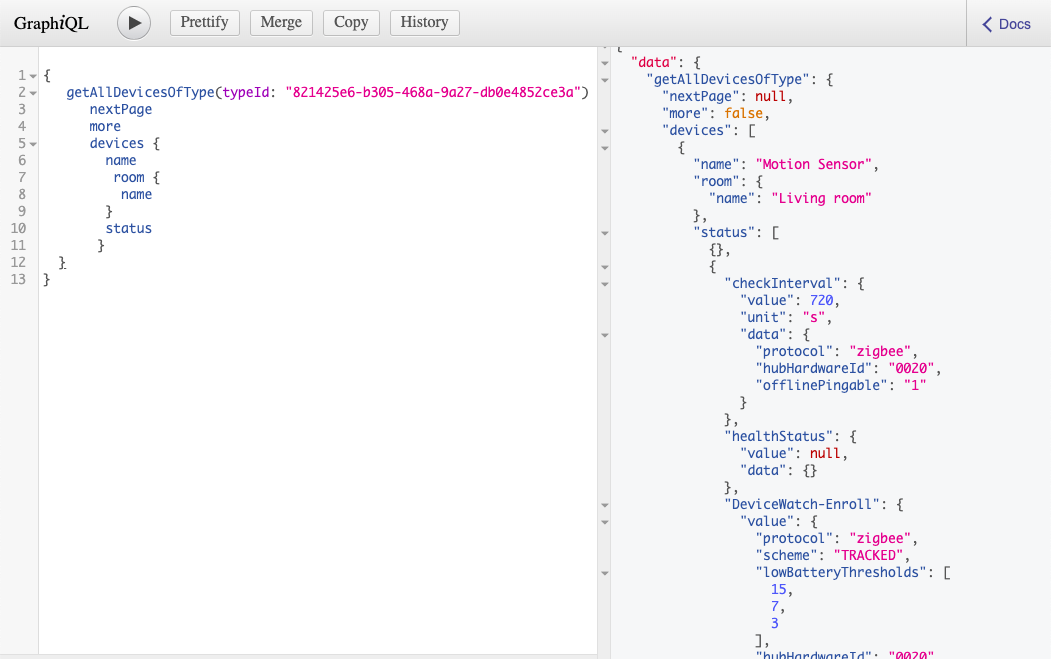 GraphiQL
Prettify
Merge
Copy
History
Docs
1 {
2 getAllDevicesOfType(typeId: "821425e6-b305-468a-9a27-db0e4852ce3a")
3 nextPage
4 more
5 devices {
6 name
7 room {
8 name
9 }
10 status
11 }
12 }
13 }
{
"data": {
"getAllDevicesOfType": {
"nextPage": null,
"more": false,
"devices": [
{
"name": "Motion Sensor",
"room": {
"name": "Living room"
},
"status": [
{},
{
"checkInterval": {
"value": 720,
"unit": "s",
"data": {
"protocol": "zigbee",
"hubHardwareId": "0020",
"offlinePingable": "1"
}
},
"healthStatus": {
"value": null,
"data": {}
},
"DeviceWatch-Enroll": {
"value": {
"protocol": "zigbee",
"scheme": "TRACKED",
"lowBatteryThresholds": [
15,
7,
3
],
"hubHardwareId": "0020"